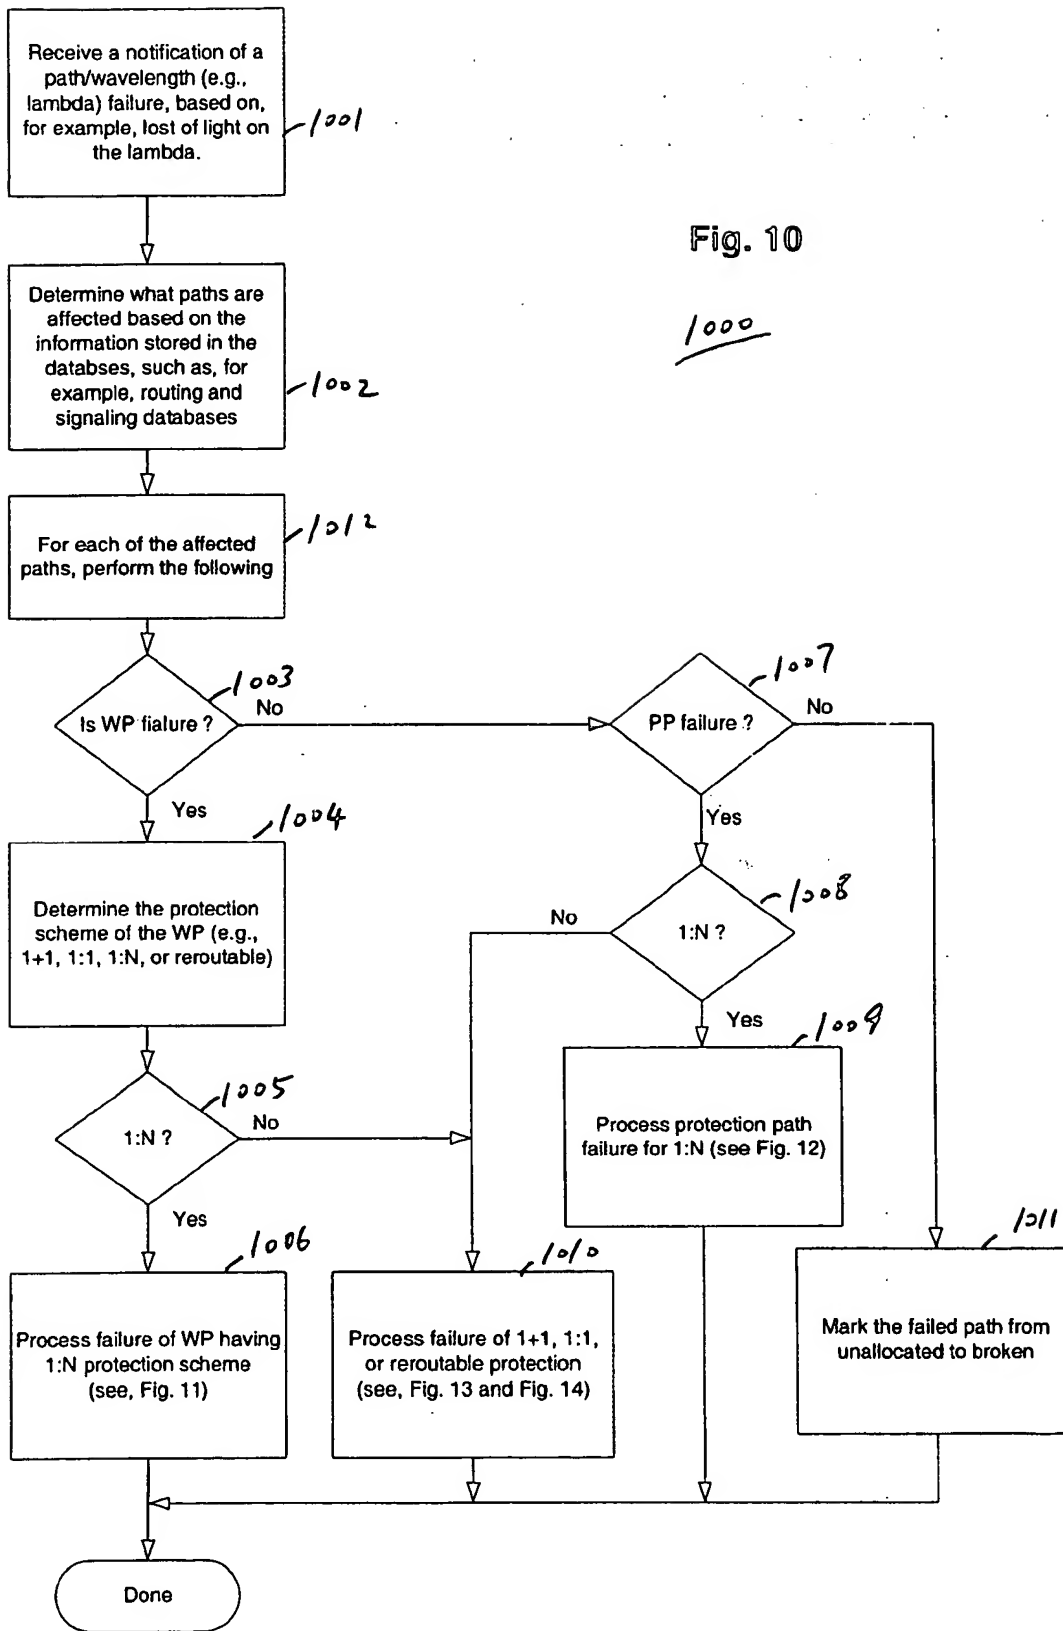 Receive a notification of a
path/wavelength (e.g.,
lambda) failure, based on,
for example, lost of light on
the lambda.
1001
Fig. 10
1000
Determine what paths are
affected based on the
information stored in the
databses, such as, for
example, routing and
signaling databases
1002
For each of the affected
paths, perform the following
1012
Is WP fialure ?
1003
No
Yes
PP failure ?
1007
No
Yes
Determine the protection
scheme of the WP (e.g.,
1+1, 1:1, 1:N, or reroutable)
1004
1:N ?
1008
No
Yes
1:N ?
1005
No
Yes
Process protection path
failure for 1:N (see Fig. 12)
1009
Process failure of WP having
1:N protection scheme
(see, Fig. 11)
1006
Process failure of 1+1, 1:1,
or reroutable protection
(see, Fig. 13 and Fig. 14)
1010
Mark the failed path from
unallocated to broken
1011
Done